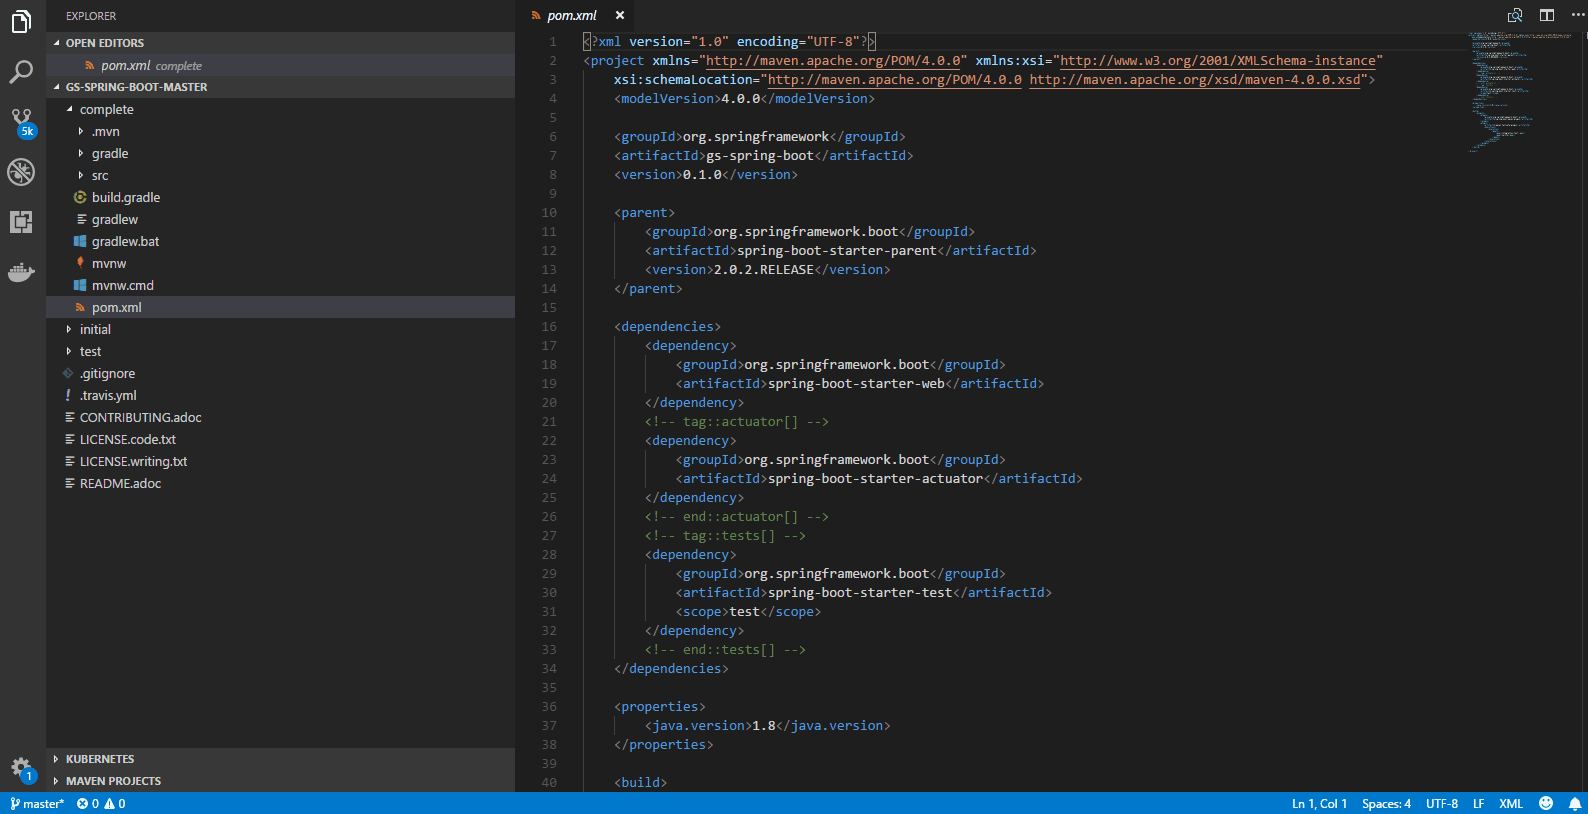 EXPLORER
OPEN EDITORS
pom.xml complete
GS-SPRING-BOOT-MASTER
complete
.mvn
gradle
src
build.gradle
gradlew
gradlew.bat
mvnw
mvnw.cmd
pom.xml
initial
test
.gitignore
.travis.yml
CONTRIBUTING.adoc
LICENSE.code.txt
LICENSE.writing.txt
README.adoc
KUBERNETES
MAVEN PROJECTS
5k
1
pom.xml
1 <?xml version="1.0" encoding="UTF-8"?>
2 <project xmlns="http://maven.apache.org/POM/4.0.0" xmlns:xsi="http://www.w3.org/2001/XMLSchema-instance"
3 xsi:schemaLocation="http://maven.apache.org/POM/4.0.0 http://maven.apache.org/xsd/maven-4.0.0.xsd">
4 <modelVersion>4.0.0</modelVersion>
5
6 <groupId>org.springframework</groupId>
7 <artifactId>gs-spring-boot</artifactId>
8 <version>0.1.0</version>
9
10 <parent>
11 <groupId>org.springframework.boot</groupId>
12 <artifactId>spring-boot-starter-parent</artifactId>
13 <version>2.0.2.RELEASE</version>
14 </parent>
15
16 <dependencies>
17 <dependency>
18 <groupId>org.springframework.boot</groupId>
19 <artifactId>spring-boot-starter-web</artifactId>
20 </dependency>
21 <!-- tag::actuator[] -->
22 <dependency>
23 <groupId>org.springframework.boot</groupId>
24 <artifactId>spring-boot-starter-actuator</artifactId>
25 </dependency>
26 <!-- end::actuator[] -->
27 <!-- tag::tests[] -->
28 <dependency>
29 <groupId>org.springframework.boot</groupId>
30 <artifactId>spring-boot-starter-test</artifactId>
31 <scope>test</scope>
32 </dependency>
33 <!-- end::tests[] -->
34 </dependencies>
35
36 <properties>
37 <java.version>1.8</java.version>
38 </properties>
39
40 <build>
master* 0 0 Ln 1, Col 1 Spaces: 4 UTF-8 LF XML